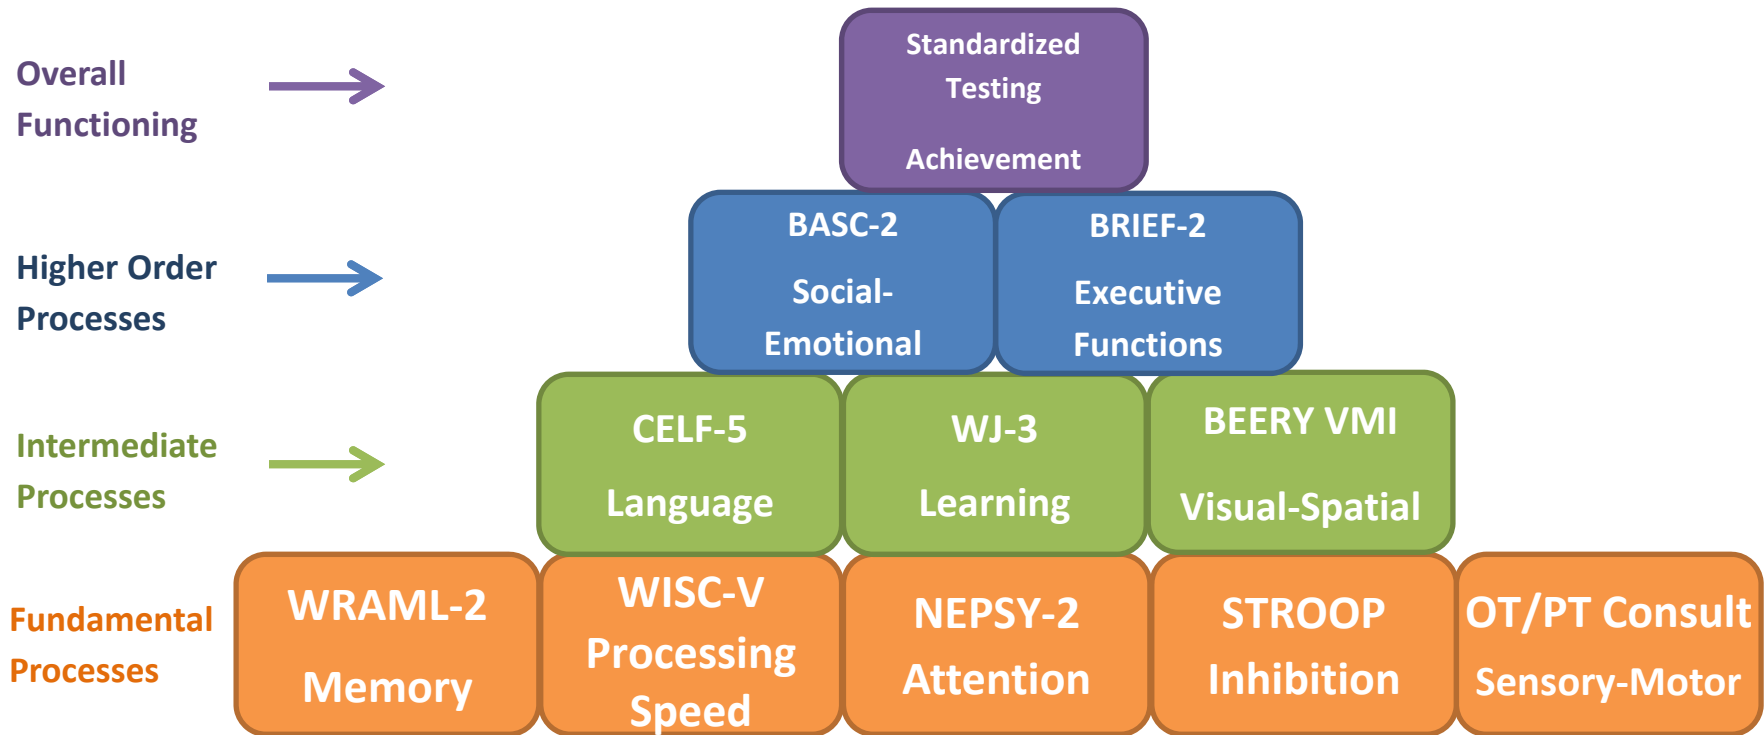 Overall
Functioning
Standardized
Testing
Achievement
Higher Order
Processes
BASC-2
Social-
Emotional
BRIEF-2
Executive
Functions
Intermediate
Processes
CELF-5
Language
WJ-3
Learning
BEERY VMI
Visual-Spatial
Fundamental
Processes
WRAML-2
Memory
WISC-V
Processing
Speed
NEPSY-2
Attention
STROOP
Inhibition
OT/PT Consult
Sensory-Motor